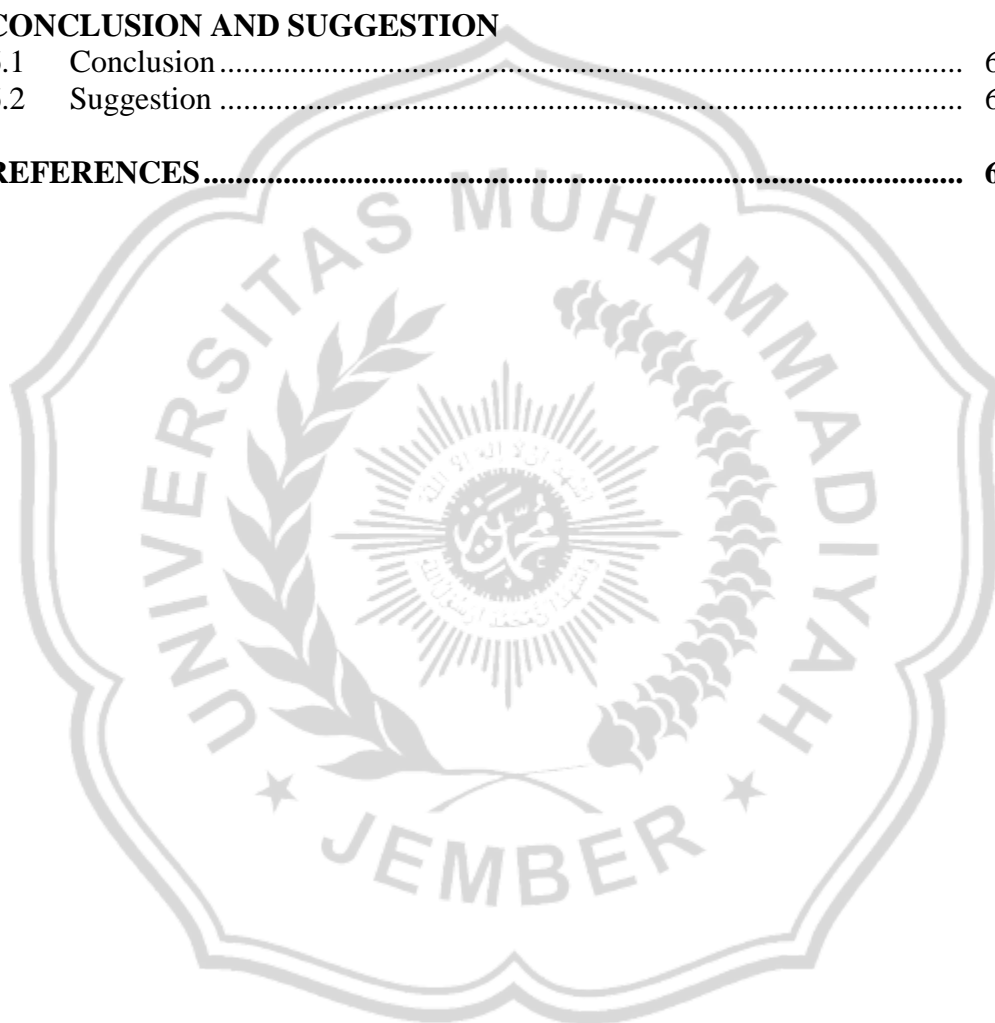 CONCLUSION AND SUGGESTION
.1 Conclusion ............................................................................................. 6
.2 Suggestion ............................................................................................. 6
REFERENCES ............................................................................................... 6
UNIVERSITAS MUHAMMADIYAH
JEMBER